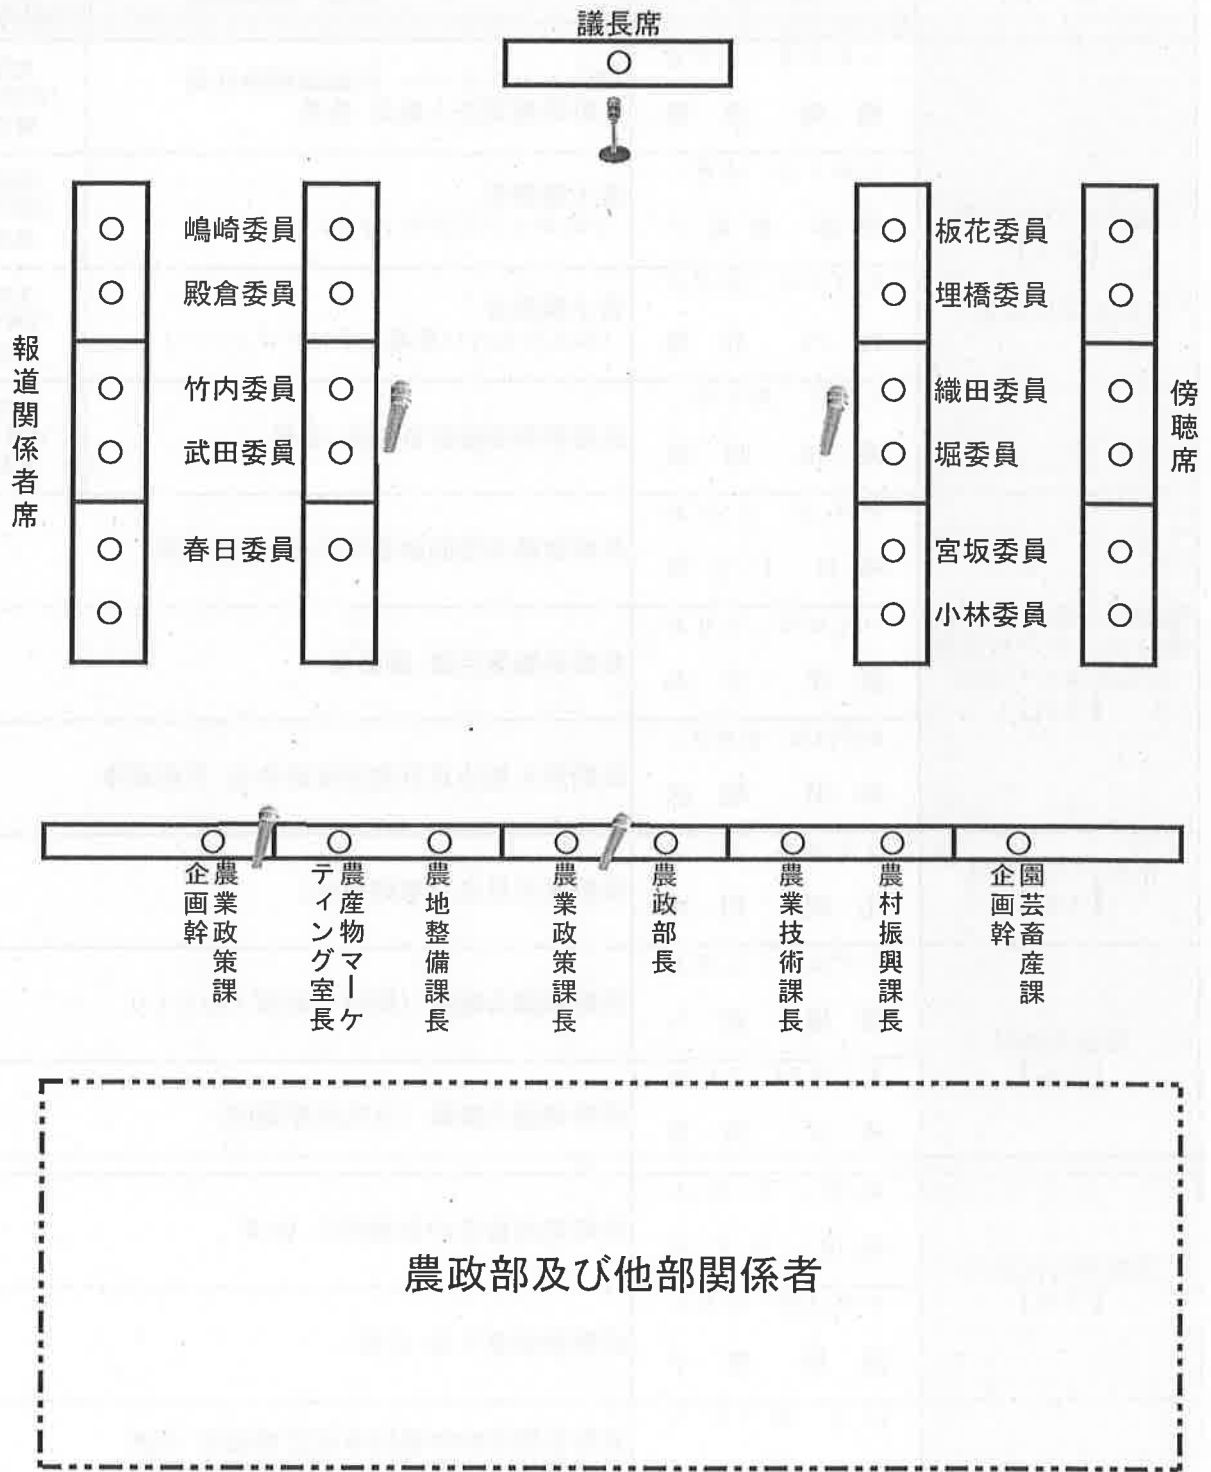 議長席
嶋崎委員
殿倉委員
竹内委員
武田委員
春日委員
板花委員
埋橋委員
織田委員
堀委員
宮坂委員
小林委員
報道関係者席
傍聴席
農業政策課
企画幹
農産物マーケ
ティング室長
農地整備課長
農業政策課長
農政部長
農業技術課長
農村振興課長
園芸畜産課
企画幹
農政部及び他部関係者